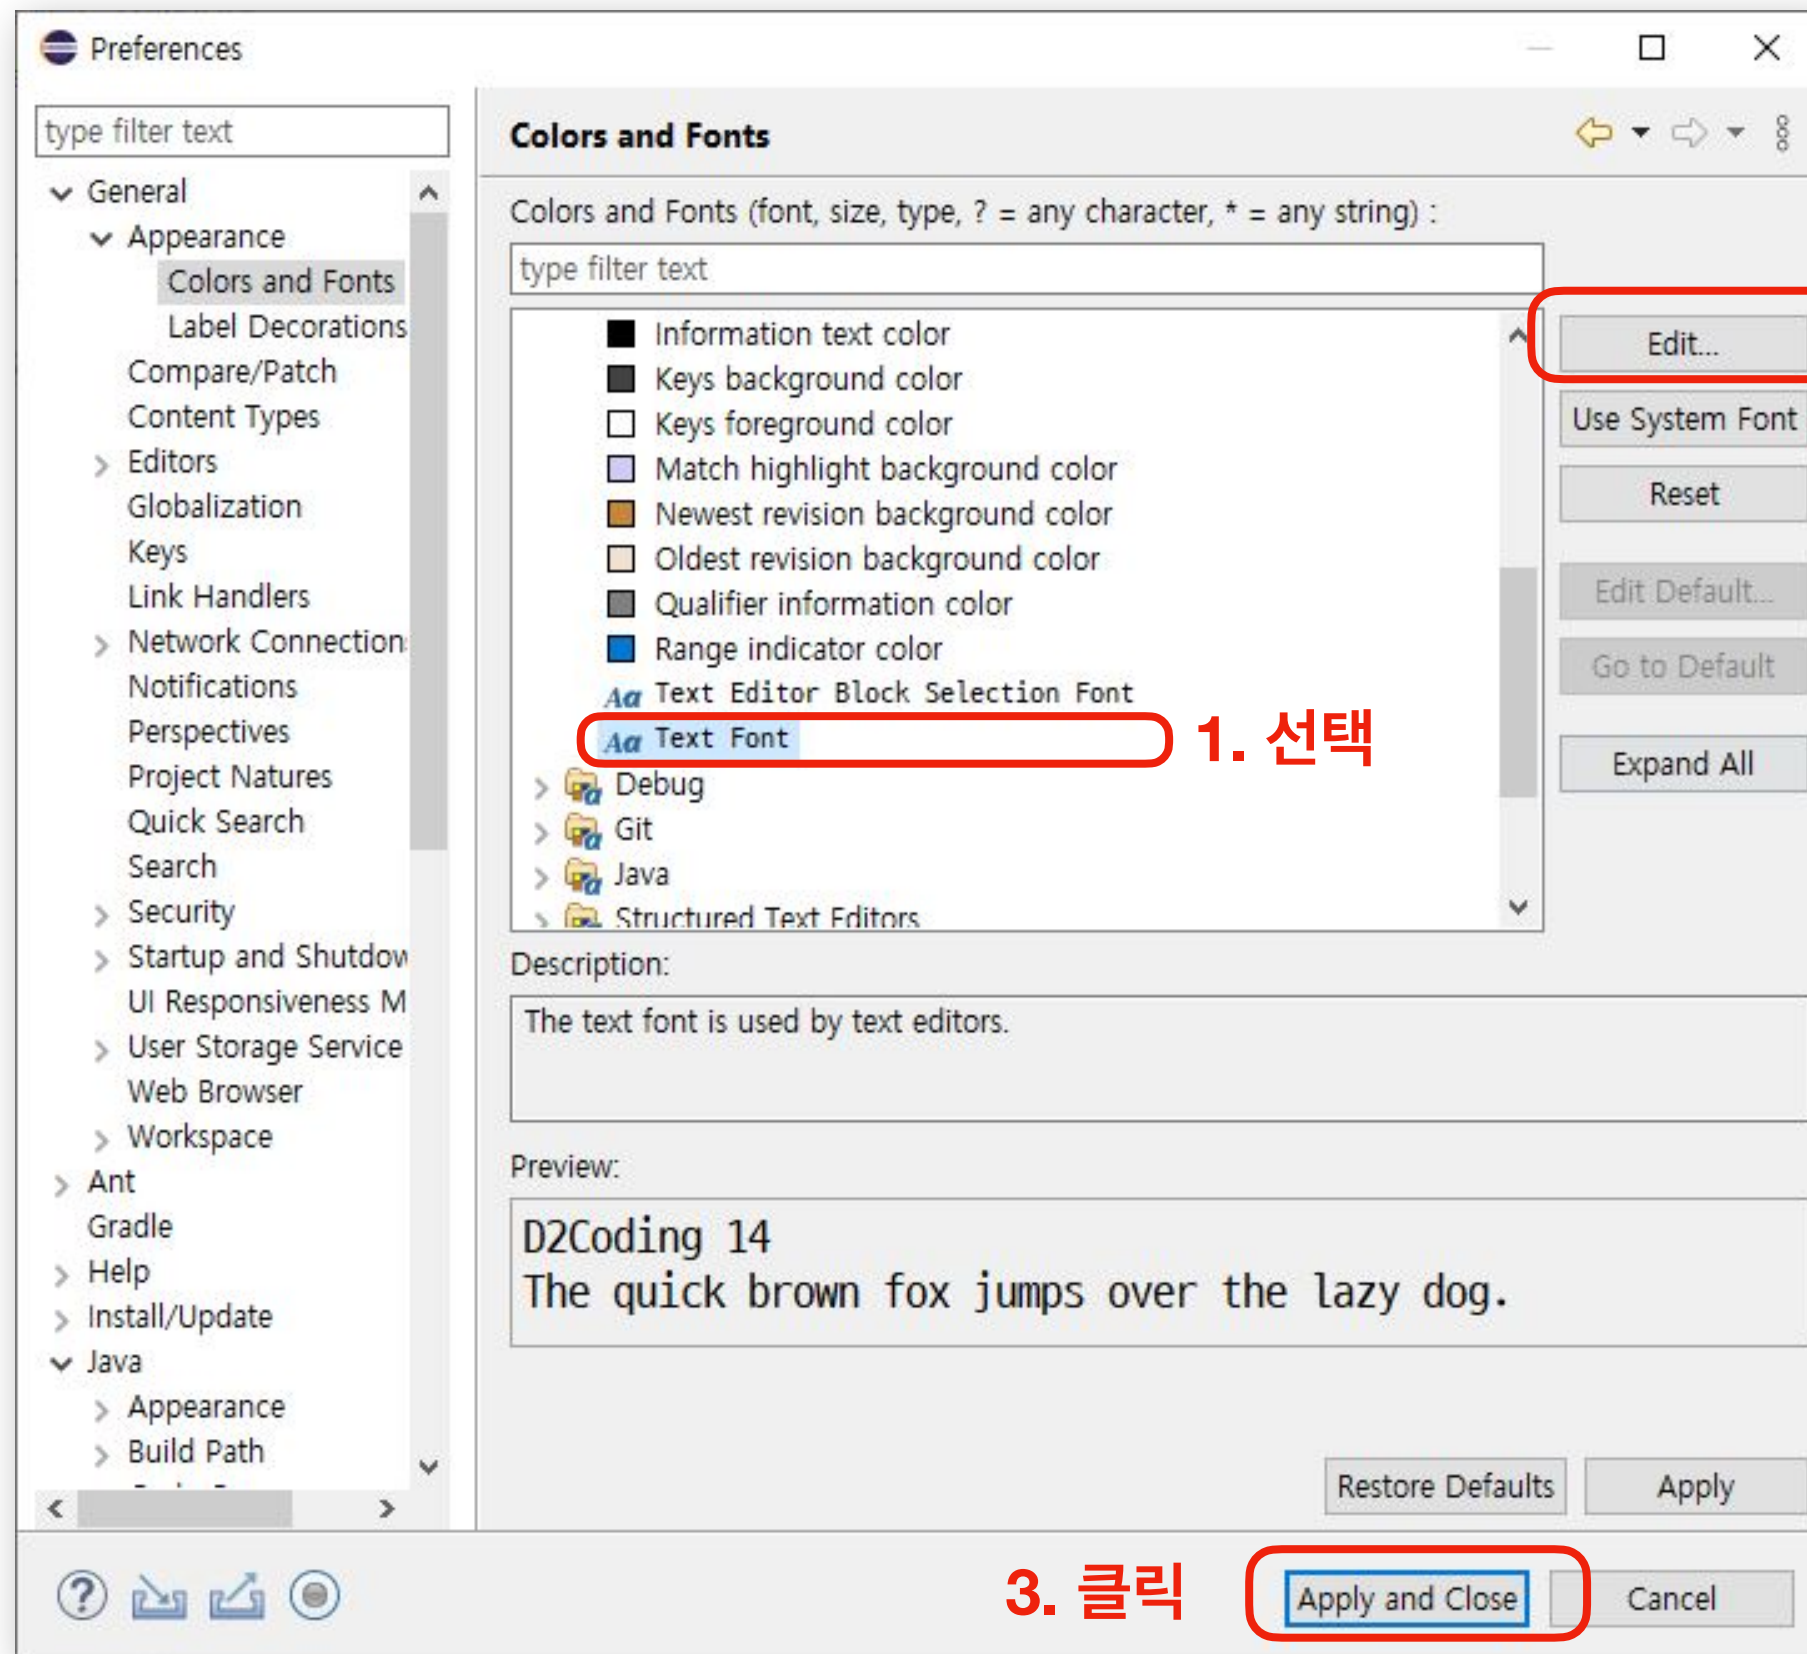 Preferences
type filter text
General
Appearance
Colors and Fonts
Label Decorations
Compare/Patch
Content Types
Editors
Globalization
Keys
Link Handlers
Network Connection
Notifications
Perspectives
Project Natures
Quick Search
Search
Security
Startup and Shutdow
UI Responsiveness M
User Storage Service
Web Browser
Workspace
Ant
Gradle
Help
Install/Update
Java
Appearance
Build Path
Colors and Fonts
Colors and Fonts (font, size, type, ? = any character, * = any string) :
type filter text
Information text color
Keys background color
Keys foreground color
Match highlight background color
Newest revision background color
Oldest revision background color
Qualifier information color
Range indicator color
Aa Text Editor Block Selection Font
Aa Text Font
1. 선택
Debug
Git
Java
Structured Text Editors
Edit...
Use System Font
Reset
Edit Default...
Go to Default
Expand All
Description:
The text font is used by text editors.
Preview:
D2Coding 14
The quick brown fox jumps over the lazy dog.
Restore Defaults
Apply
3. 클릭
Apply and Close
Cancel